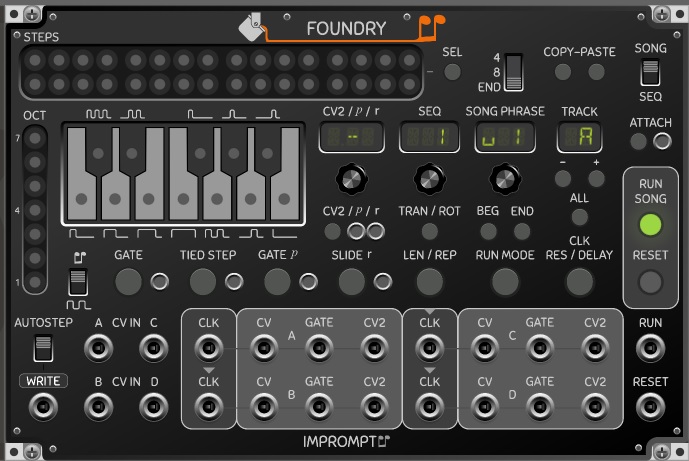 FOUNDRY
STEPS
SEL
4
8
END
COPY-PASTE
SONG
SEQ
OCT
7
4
1
CV2 / p / r
SEQ
SONG PHRASE
TRACK
ATTACH
-
1
1
A
- +
CV2 / p / r
TRAN / ROT
BEG END
ALL
RUN
SONG
GATE
TIED STEP
GATE p
SLIDE r
LEN / REP
RUN MODE
CLK
RES / DELAY
RESET
AUTOSTEP
A CV IN C
CLK
CV
A
GATE
CV2
CLK
CV
C
GATE
CV2
RUN
WRITE
B CV IN D
CLK
CV
B
GATE
CV2
CLK
CV
D
GATE
CV2
RESET
IMPROMPT